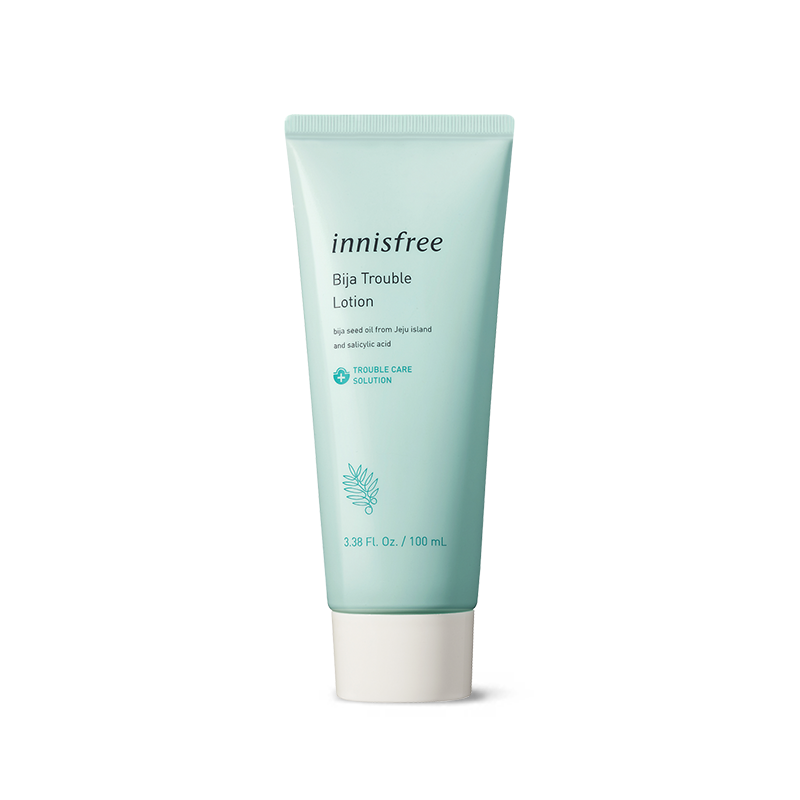 innisfree
Bija Trouble
Lotion
bija seed oil from Jeju island
and salicylic acid
TROUBLE CARE
SOLUTION
3.38 Fl. Oz. / 100 mL